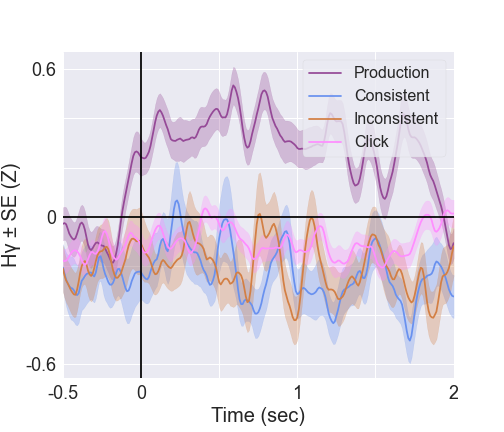 Production
Consistent
Inconsistent
Click
Hγ ± SE (Z)
0.6
0
-0.6
-0.5
0
1
2
Time (sec)